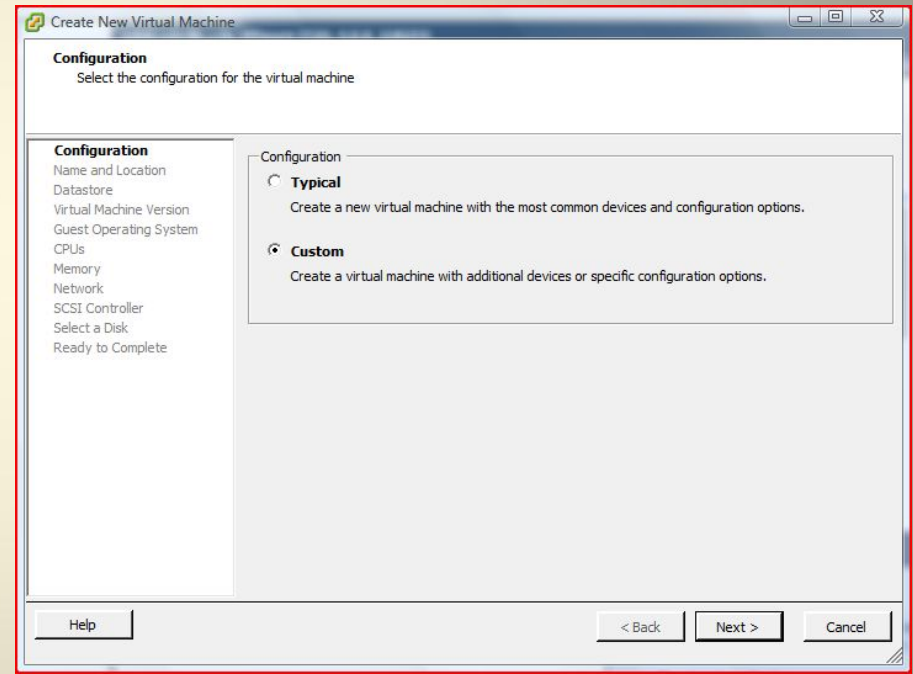 Create New Virtual Machine
Configuration
Select the configuration for the virtual machine
Configuration
Name and Location
Datastore
Virtual Machine Version
Guest Operating System
CPUs
Memory
Network
SCSI Controller
Select a Disk
Ready to Complete
Configuration
Typical
Create a new virtual machine with the most common devices and configuration options.
Custom
Create a virtual machine with additional devices or specific configuration options.
Help
< Back
Next >
Cancel